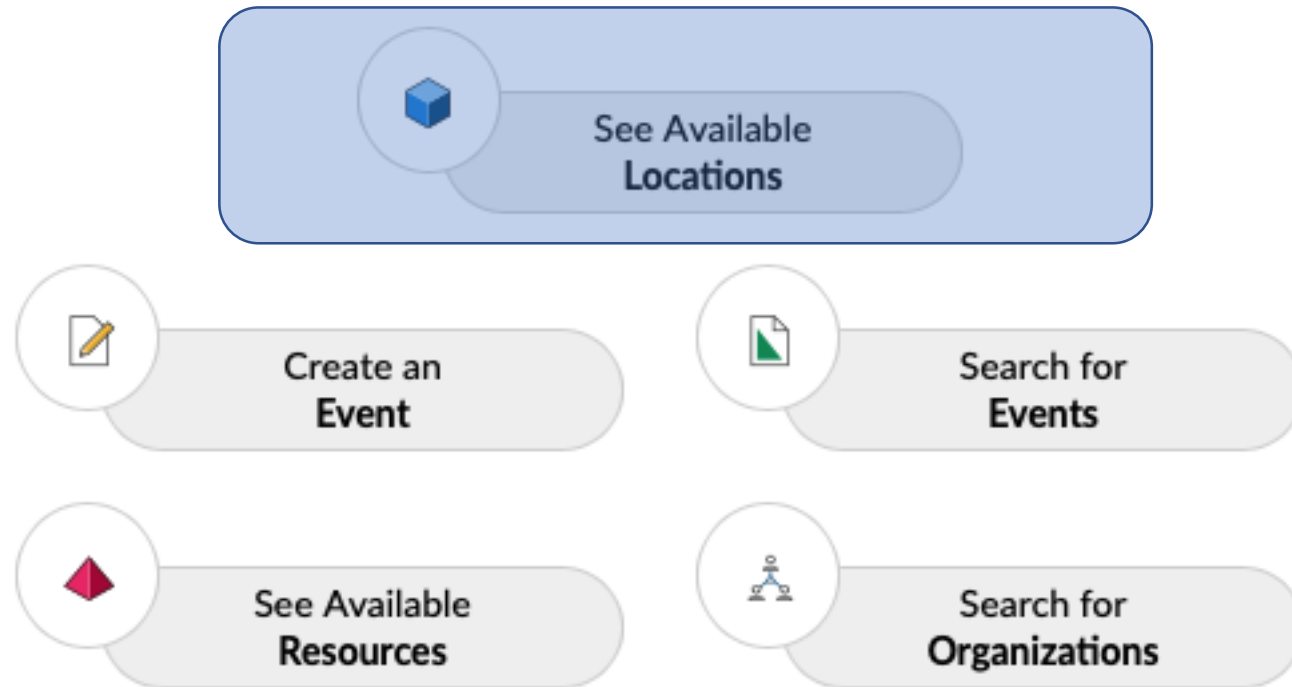 See Available
Locations
Create an
Event
Search for
Events
See Available
Resources
Search for
Organizations